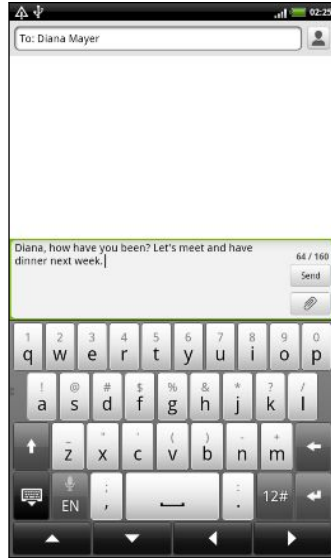 02:25
To: Diana Mayer
Diana, how have you been? Let's meet and have
dinner next week.
64 / 160
Send
1 2 3 4 5 6 7 8 9 0
q w e r t y u i o p
! @ # $ % & * ? /
a s d f g h j k l
_ " ' ( ) - +
z x c v b n m
; :
EN , . 12#